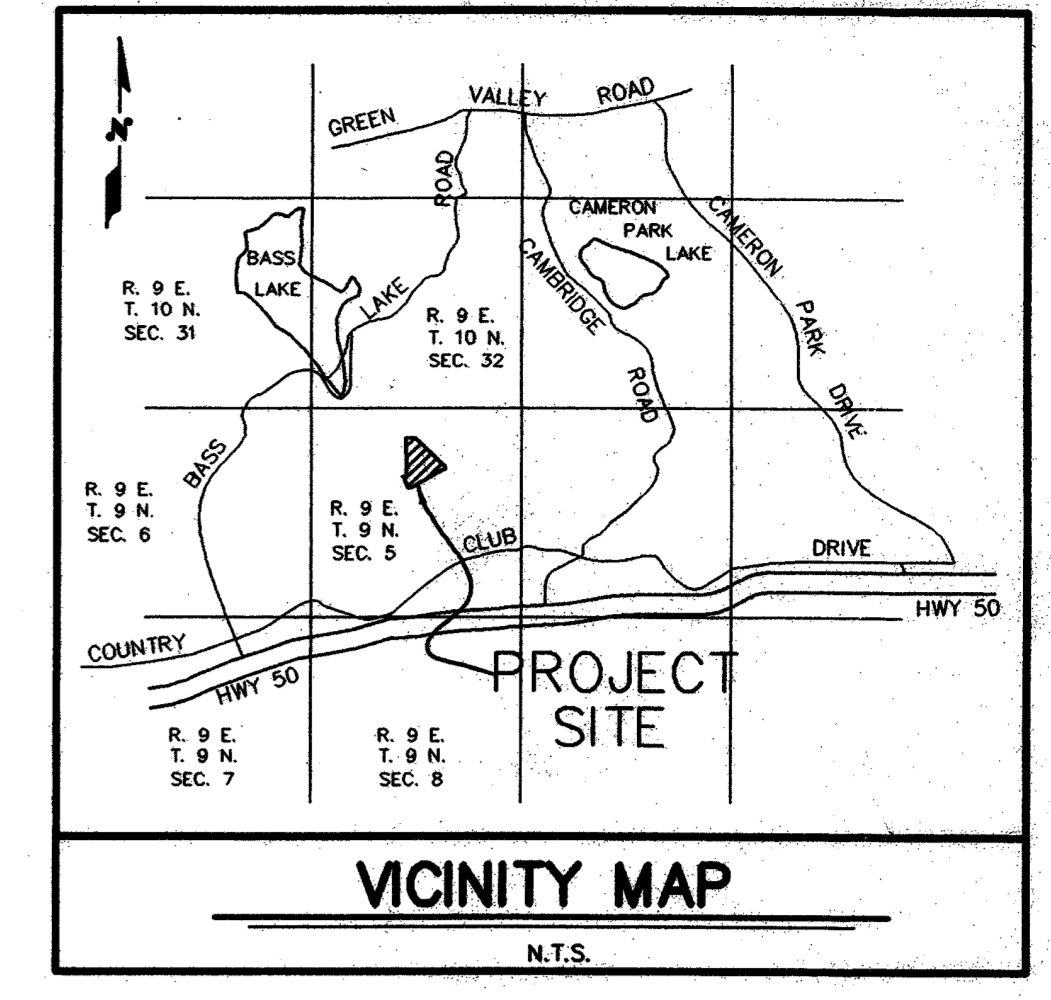 N
GREEN VALLEY ROAD
ROAD
CAMERON
PARK
LAKE
CAMERON PARK DRIVE
BASS
LAKE
LAKE
CAMBRIDGE
ROAD
R. 9 E.
T. 10 N.
SEC. 31
R. 9 E.
T. 10 N.
SEC. 32
BASS
R. 9 E.
T. 9 N.
SEC. 6
R. 9 E.
T. 9 N.
SEC. 5
CLUB
DRIVE
HWY 50
COUNTRY
HWY 50
PROJECT
SITE
R. 9 E.
T. 9 N.
SEC. 7
R. 9 E.
T. 9 N.
SEC. 8
VICINITY MAP
N.T.S.